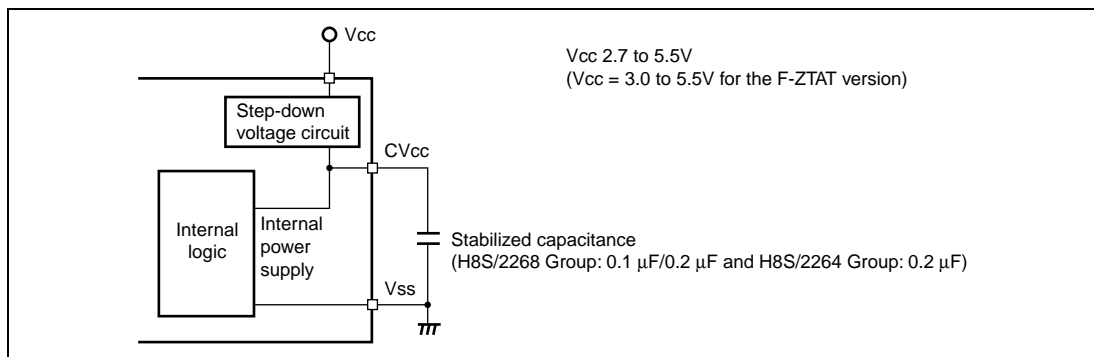 Vcc
Vcc 2.7 to 5.5V
(Vcc = 3.0 to 5.5V for the F-ZTAT version)
Step-down
voltage circuit
CVcc
Internal
logic
Internal
power
supply
Stabilized capacitance
(H8S/2268 Group: 0.1 μF/0.2 μF and H8S/2264 Group: 0.2 μF)
Vss